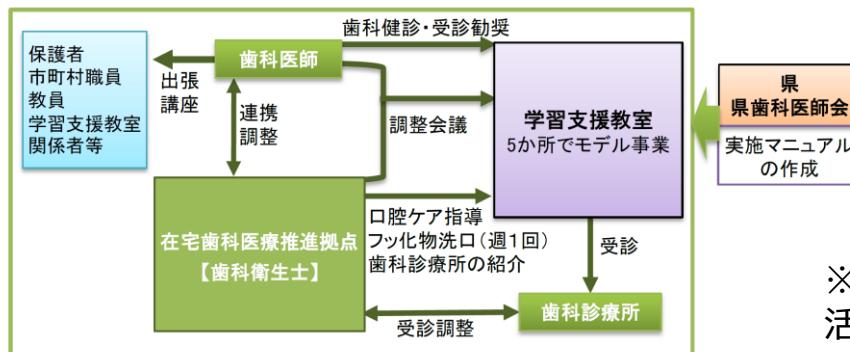 保護者
市町村職員
教員
学習支援教室
関係者等
出張
講座
歯科医師
歯科健診・受診勧奨
連携
調整
調整会議
学習支援教室
5か所でモデル事業
県
県歯科医師会
実施マニュアル
の作成
在宅歯科医療推進拠点
【歯科衛生士】
口腔ケア指導
フッ化物洗口(週1回)
歯科診療所の紹介
受診
歯科診療所
受診調整
※
活